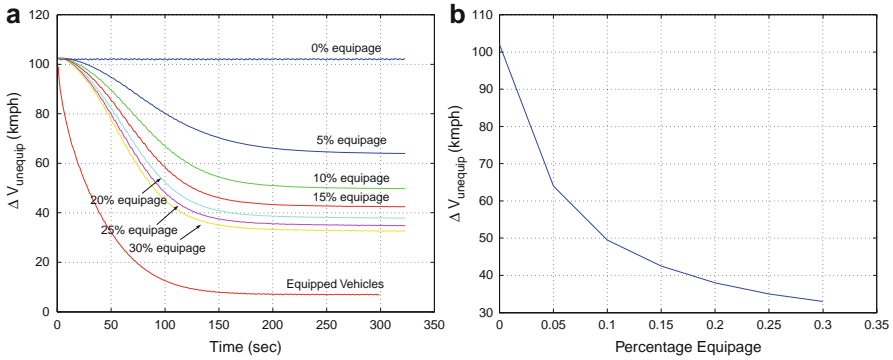 a
120
100
80
60
40
20
0
Δ V unequip (kmph)
0% equipage
5% equipage
10% equipage
15% equipage
20% equipage
25% equipage
30% equipage
Equipped Vehicles
0 50 100 150 200 250 300 350
Time (sec)
b
110
100
90
80
70
60
50
40
30
Δ V unequip (kmph)
0 0.05 0.1 0.15 0.2 0.25 0.3 0.35
Percentage Equipage